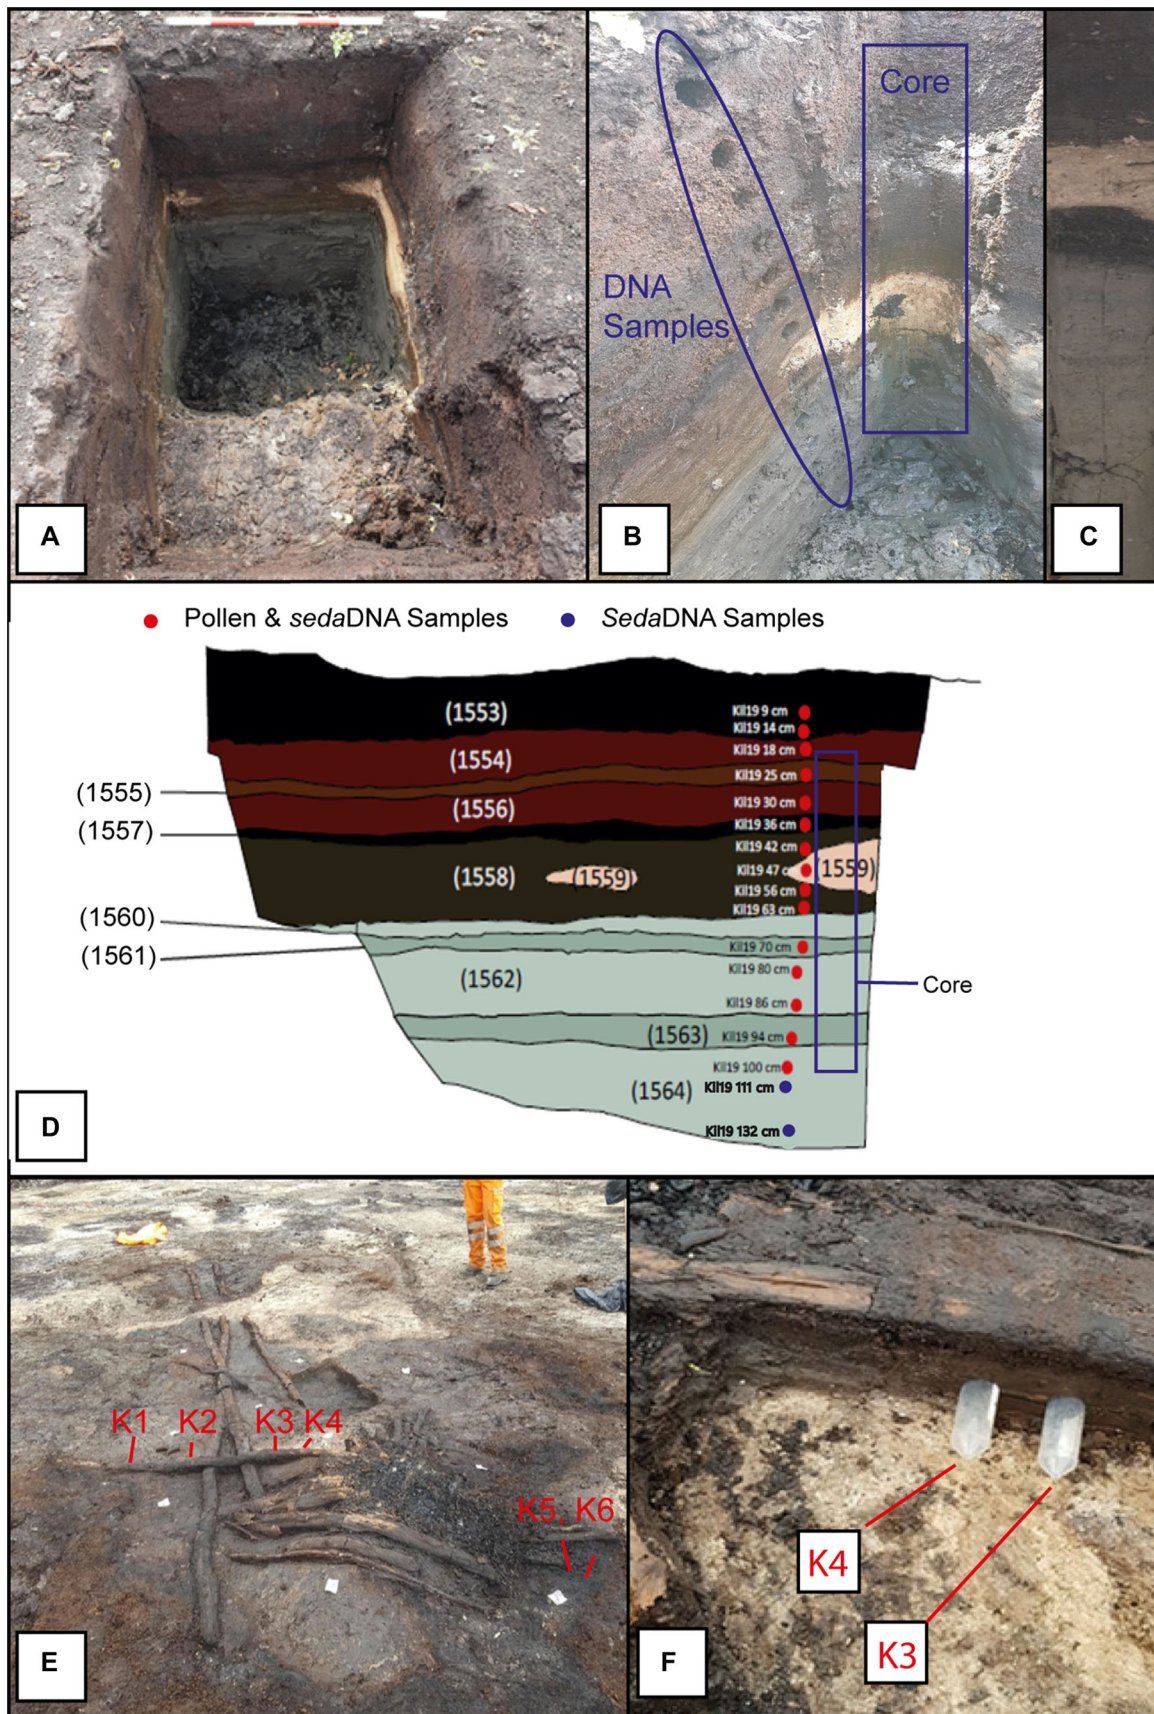 A
DNA
Samples
Core
B
C
Pollen & sedaDNA Samples
SedaDNA Samples
(1553)
Kil19 9 cm
Kil19 14 cm
(1554)
Kil19 18 cm
(1555)
Kil19 25 cm
(1556)
Kil19 30 cm
(1557)
Kil19 36 cm
Kil19 42 cm
(1558)
(1559)
Kil19 47 c
(1559)
Kil19 56 cm
(1560)
Kil19 63 cm
(1561)
Kil19 70 cm
(1562)
Kil19 80 cm
Core
Kil19 86 cm
(1563)
Kil19 94 cm
Kil19 100 cm
(1564)
Kil19 111 cm
D
Kil19 132 cm
K1
K2
K3
K4
K5, K6
E
K4
K3
F